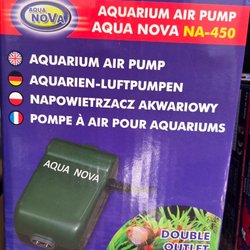 AQUA
NOVA
AQUARIUM AIR PUMP
AQUA NOVA NA-450
AQUARIUM AIR PUMP
AQUARIEN-LUFTPUMPEN
NAPOWIETRZACZ AKWARIOWY
POMPE À AIR POUR AQUARIUMS
AQUA NOVA
DOUBLE
OUTLET